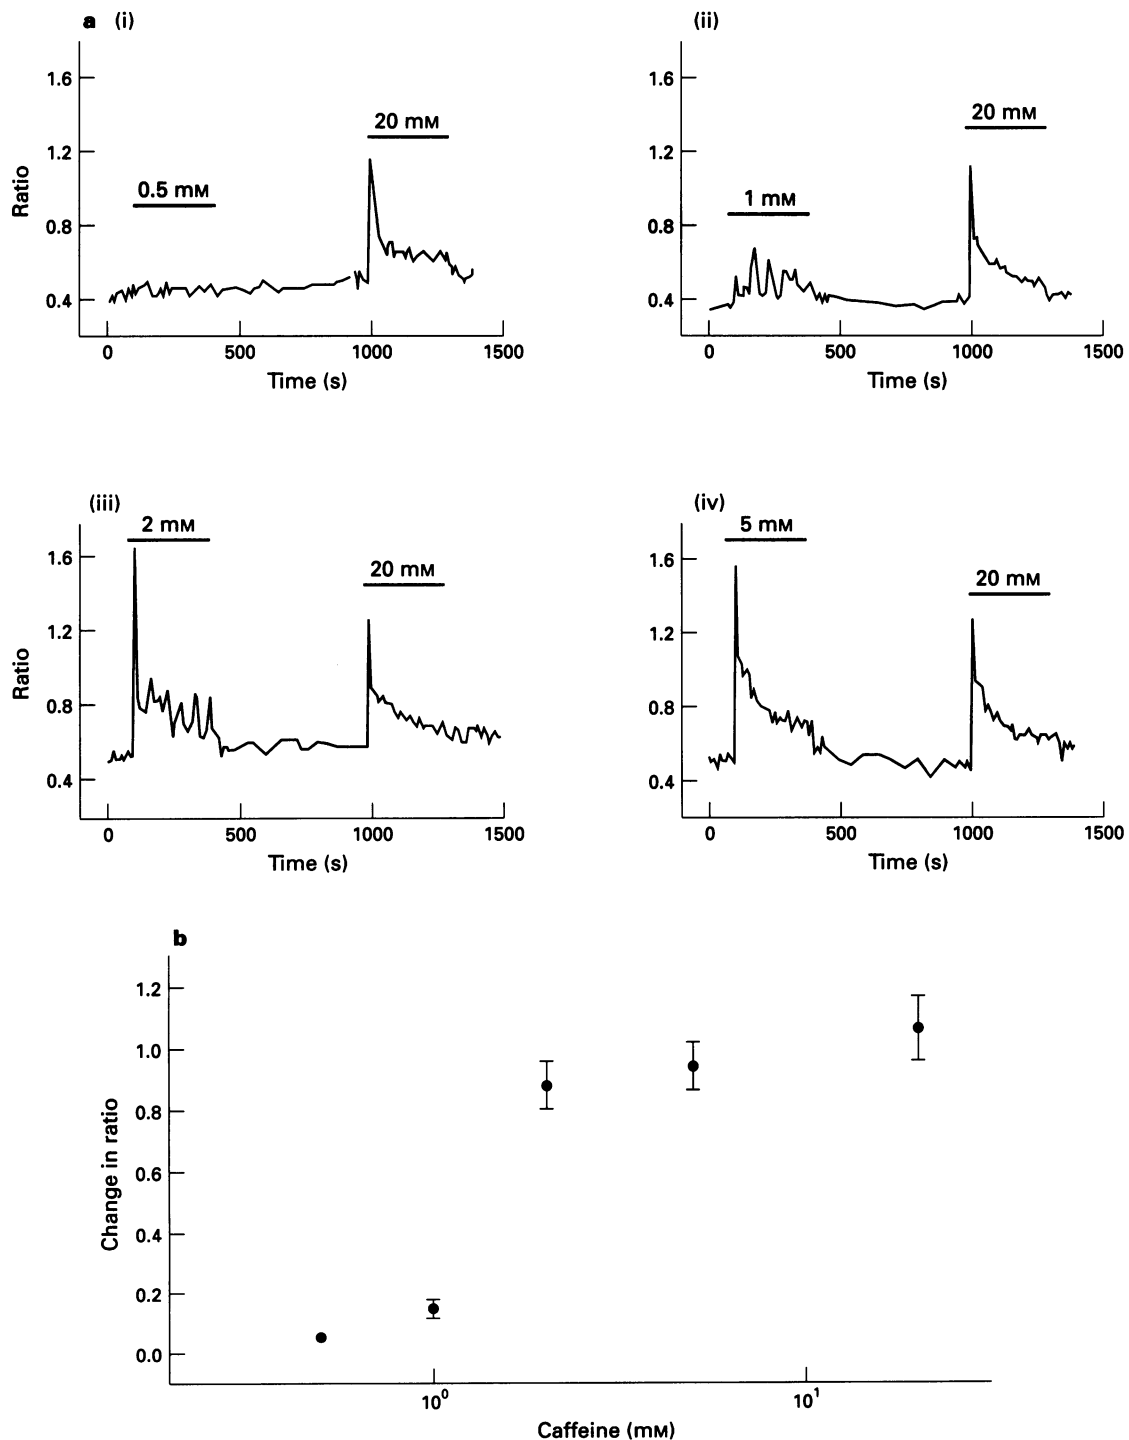 a (i)
1.6
1.2
0.8
0.4
Ratio
20 mM
0.5 mM
0 500 1000 1500
Time (s)
(ii)
1.6
1.2
0.8
0.4
20 mM
1 mM
0 500 1000 1500
Time (s)
(iii)
1.6
1.2
0.8
0.4
Ratio
2 mM
20 mM
0 500 1000 1500
Time (s)
(iv)
1.6
1.2
0.8
0.4
5 mM
20 mM
0 500 1000 1500
Time (s)
b
1.2
1.0
0.8
0.6
0.4
0.2
0.0
Change in ratio
10⁰ 10¹
Caffeine (mM)